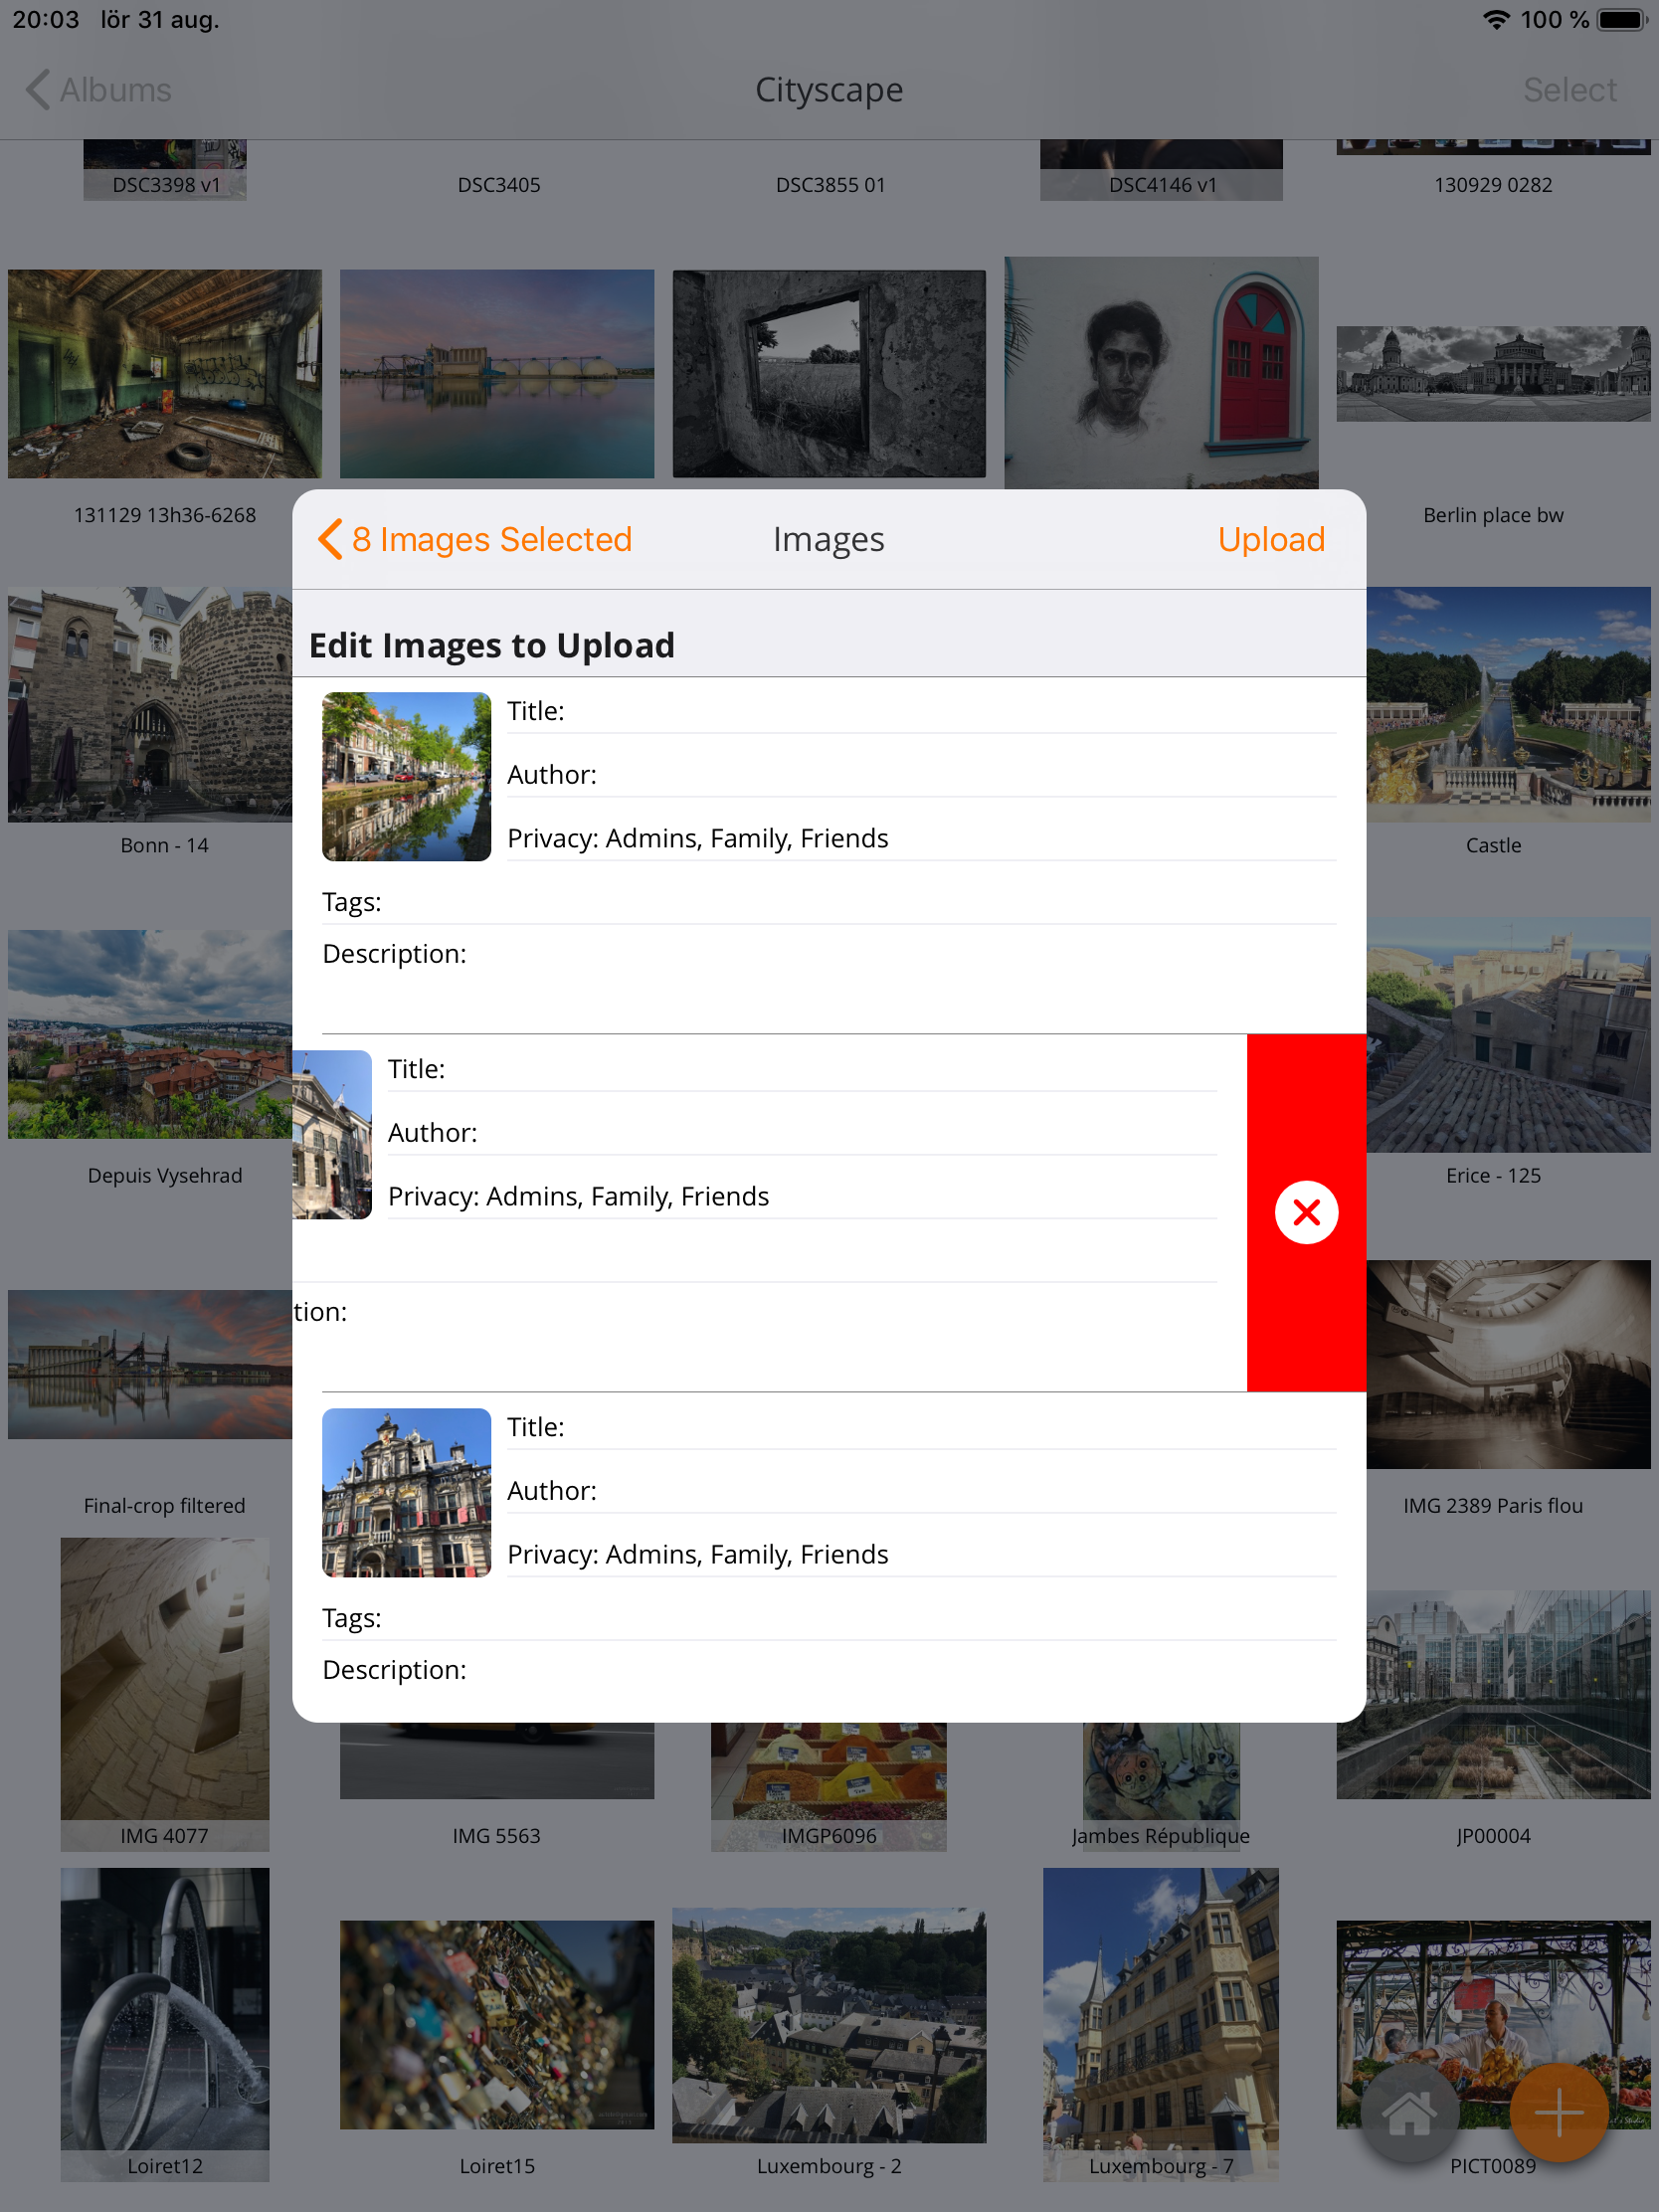 20:03 lör 31 aug. 100 %
Albums Cityscape Select
DSC3398 v1 DSC3405 DSC3855 01 DSC4146 v1 130929 0282
131129 13h36-6268 Berlin place bw
8 Images Selected Images Upload
Edit Images to Upload
Title:
Author:
Privacy: Admins, Family, Friends
Tags:
Description:
Bonn - 14 Castle
Title:
Author:
Privacy: Admins, Family, Friends
tion:
Depuis Vysehrad Erice - 125
Title:
Author:
Privacy: Admins, Family, Friends
Tags:
Description:
Final-crop filtered IMG 2389 Paris flou
IMG 4077 IMG 5563 IMGP6096 Jambes République JP00004
Loiret12 Loiret15 Luxembourg - 2 Luxembourg - 7 PICT0089